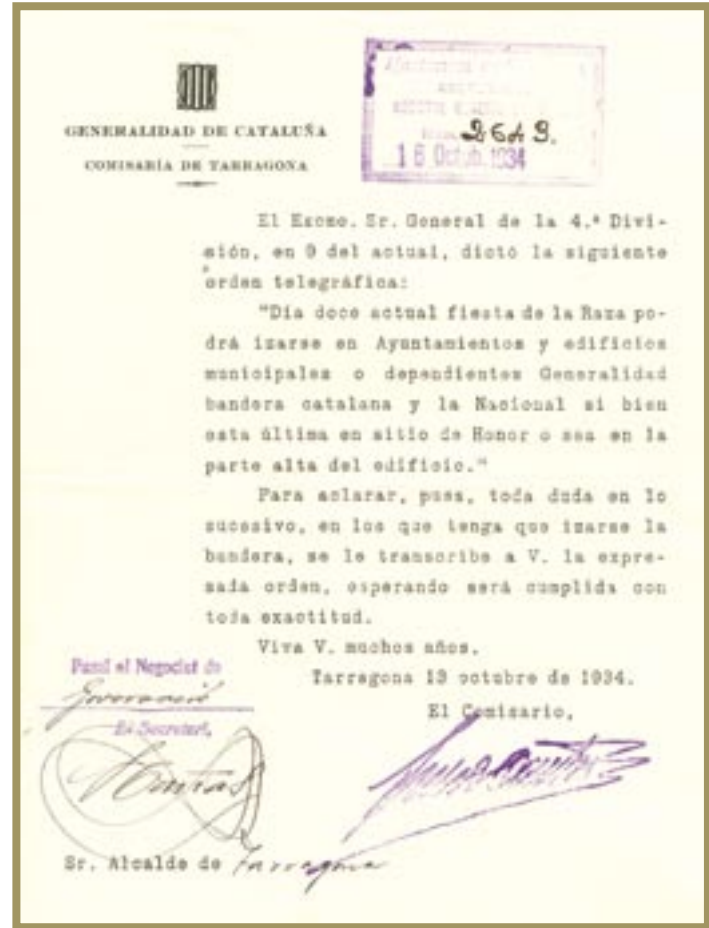 GENERALIDAD DE CATALUÑA
COMISARÍA DE TARRAGONA
2649.
16 Octub. 1934
El Excmo. Sr. General de la 4.ª Divi-
sión, en 9 del actual, dictó la siguiente
orden telegráfica:
"Día doce actual fiesta de la Raza po-
drá izarse en Ayuntamientos y edificios
municipales o dependientes Generalidad
bandera catalana y la Nacional si bien
esta última en sitio de Honor o sea en la
parte alta del edificio."
Para aclarar, pues, toda duda en lo
sucesivo, en los que tenga que izarse la
bandera, se le transcribe a V. la expre-
sada orden, esperando será cumplida con
toda exactitud.
Viva V. muchos años.
Tarragona 13 octubre de 1934.
El Comisario,
Passi al Negociat de
Governació
El Secretari,
Sr. Alcalde de Tarragona